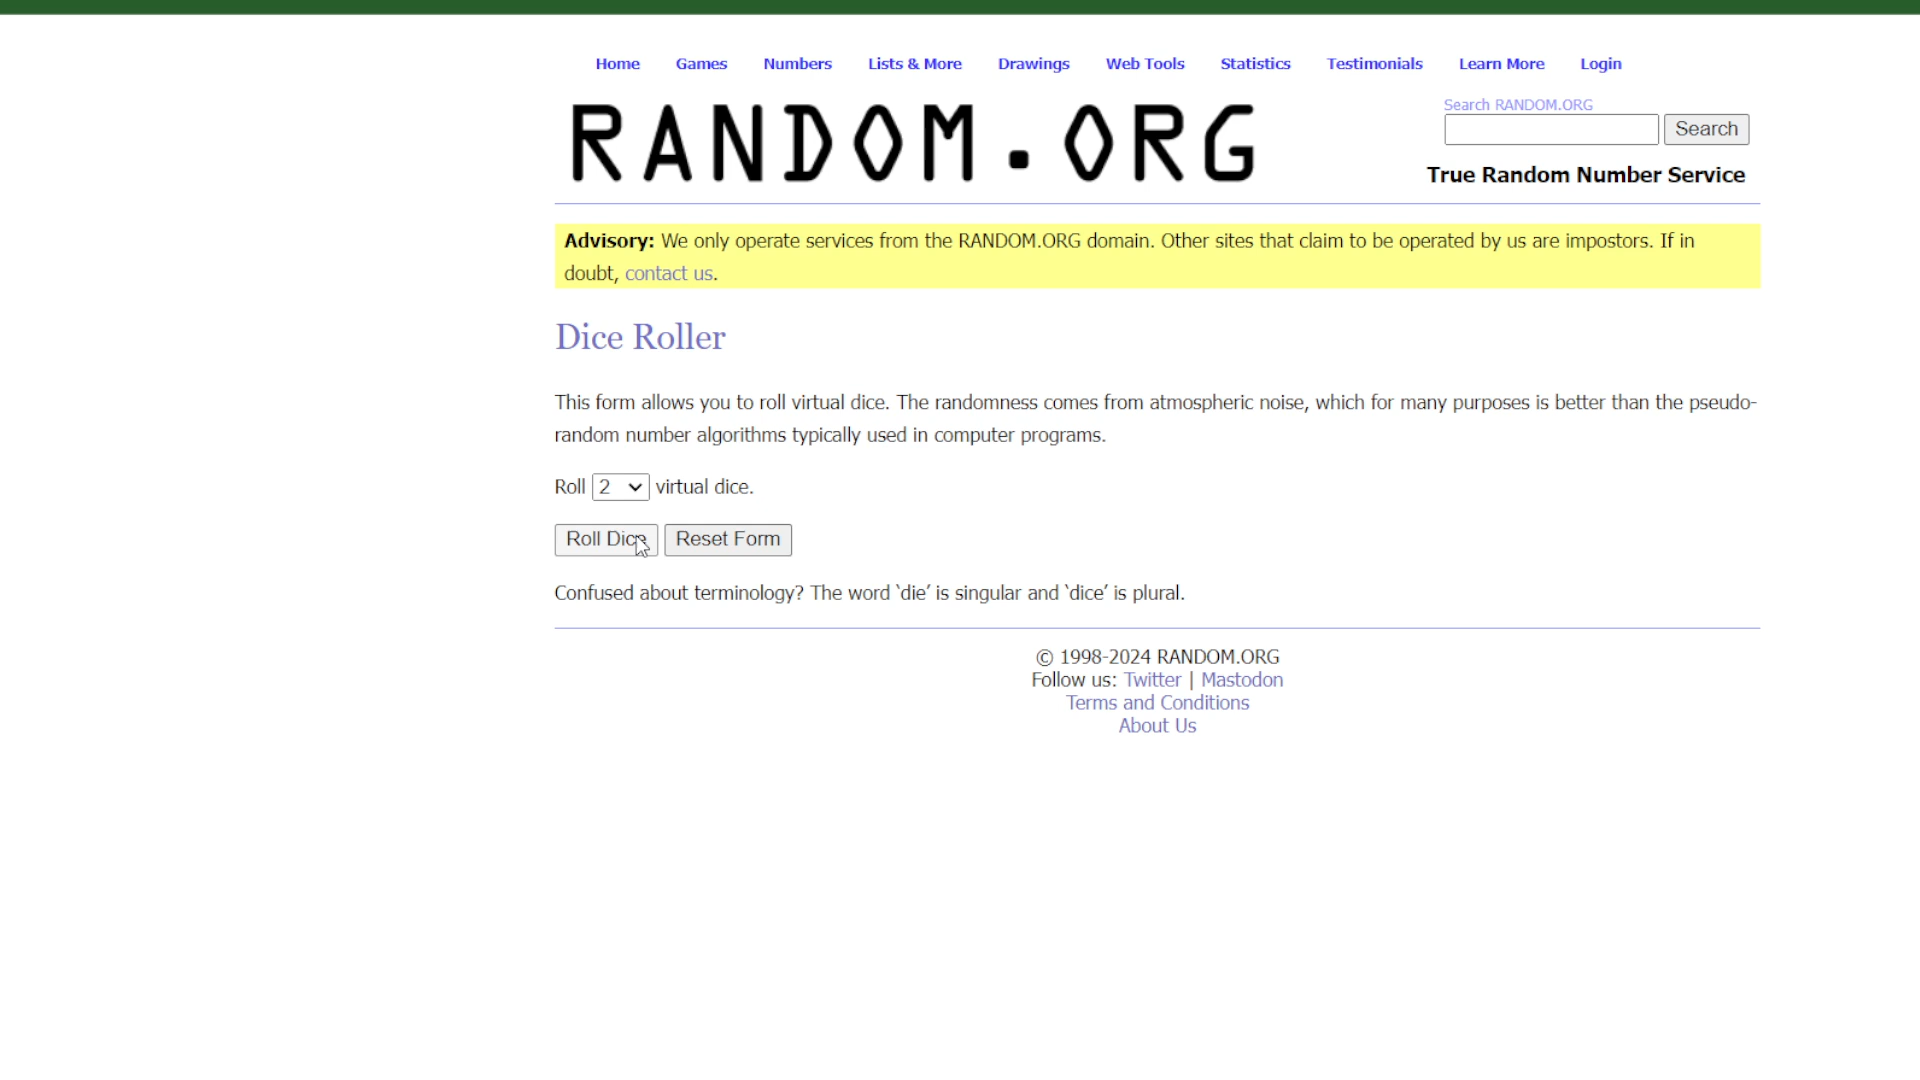 Home Games Numbers Lists & More Drawings Web Tools Statistics Testimonials Learn More Login
RANDOM.ORG
Search RANDOM.ORG
Search
True Random Number Service
Advisory: We only operate services from the RANDOM.ORG domain. Other sites that claim to be operated by us are impostors. If in
doubt, contact us.
Dice Roller
This form allows you to roll virtual dice. The randomness comes from atmospheric noise, which for many purposes is better than the pseudo-
random number algorithms typically used in computer programs.
Roll 2 virtual dice.
Roll Dice Reset Form
Confused about terminology? The word ‘die’ is singular and ‘dice’ is plural.
© 1998-2024 RANDOM.ORG
Follow us: Twitter | Mastodon
Terms and Conditions
About Us